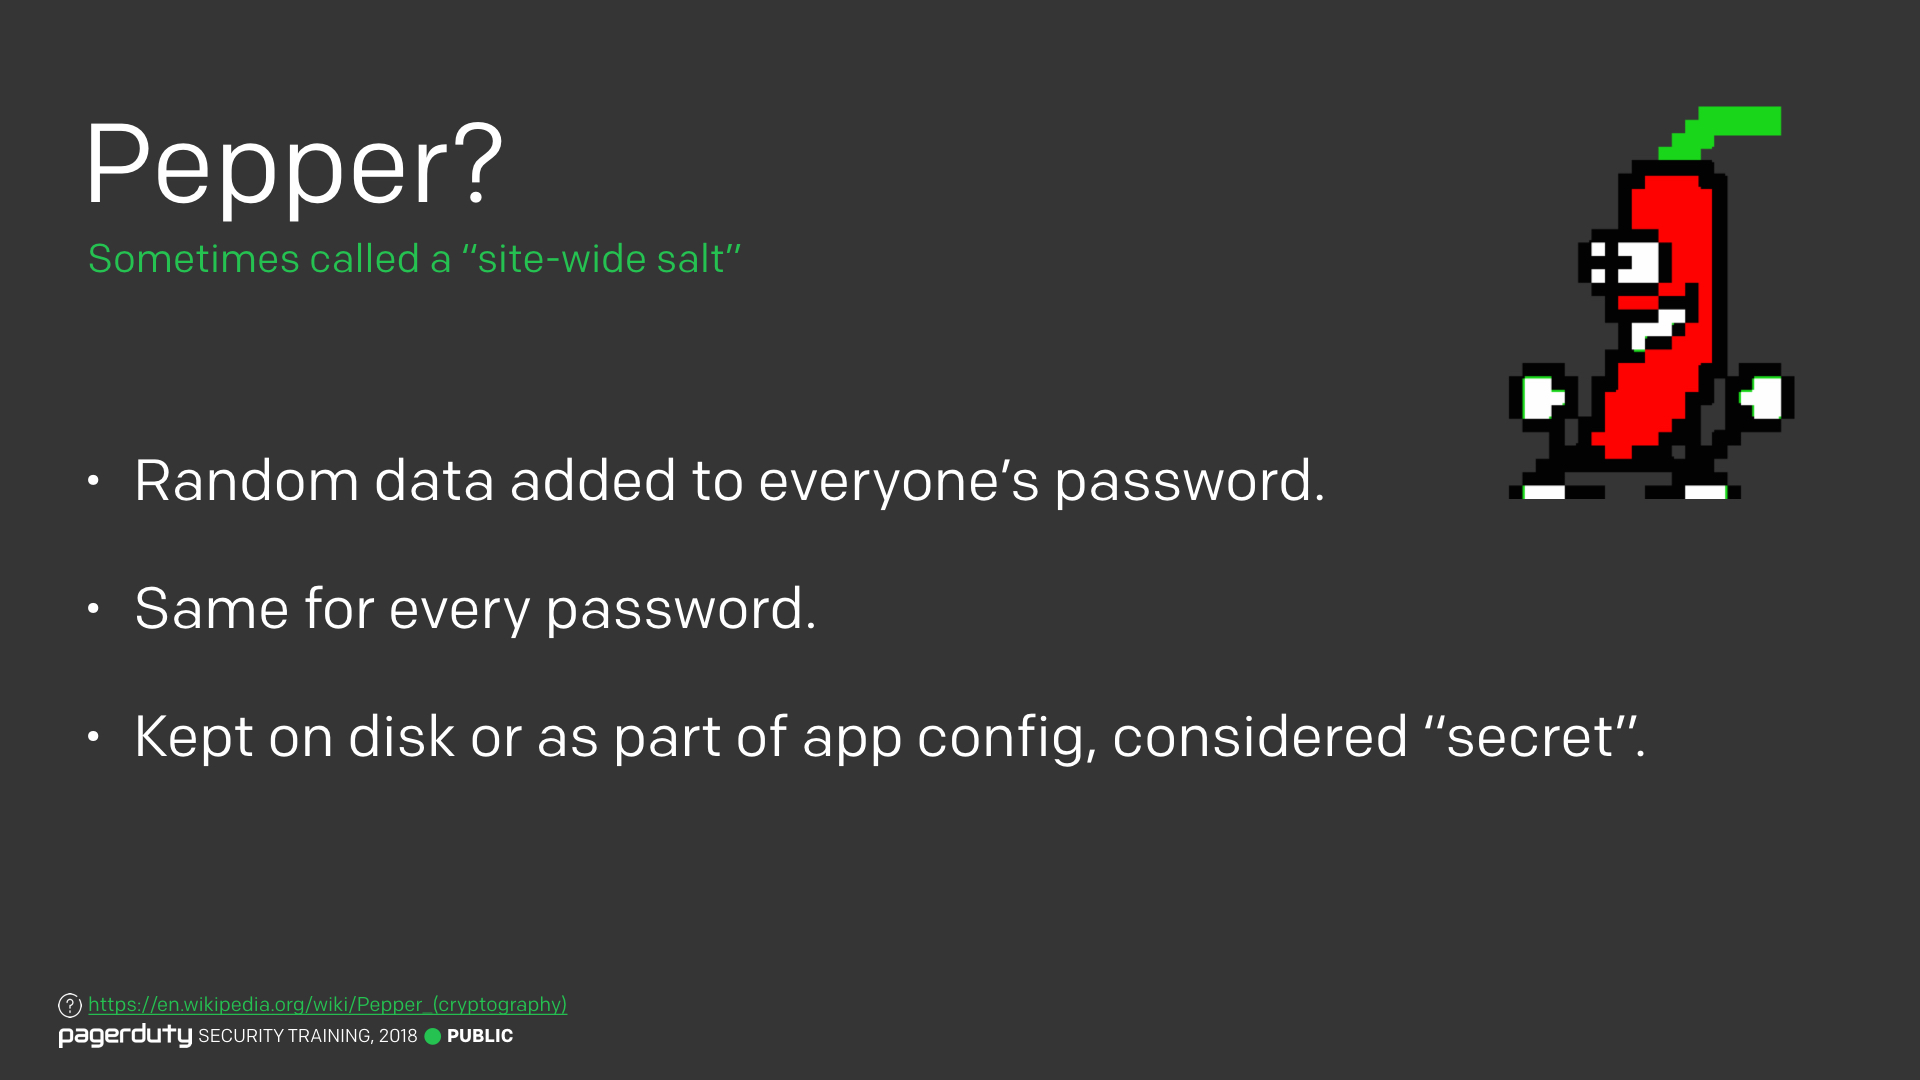 Pepper?
Sometimes called a “site-wide salt”
• Random data added to everyone’s password.
• Same for every password.
• Kept on disk or as part of app config, considered “secret”.
? https://en.wikipedia.org/wiki/Pepper_(cryptography)
pagerduty SECURITY TRAINING, 2018 PUBLIC